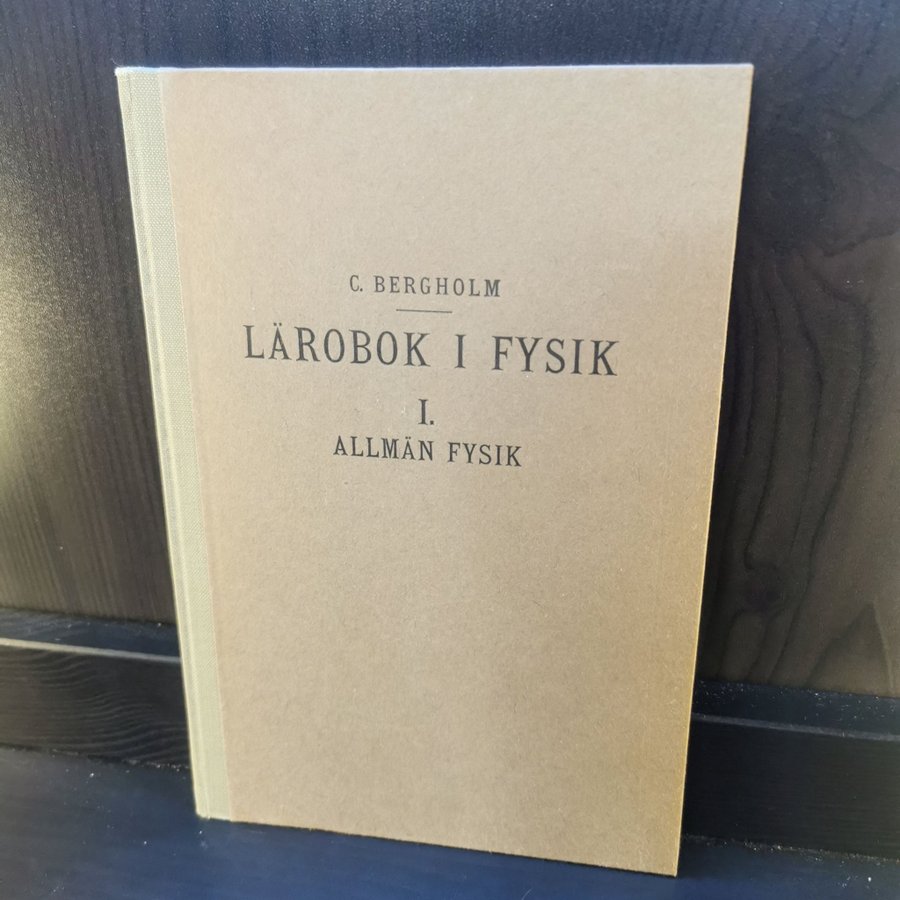 C. BERGHOLM
LÄROBOK I FYSIK
I.
ALLMÄN FYSIK